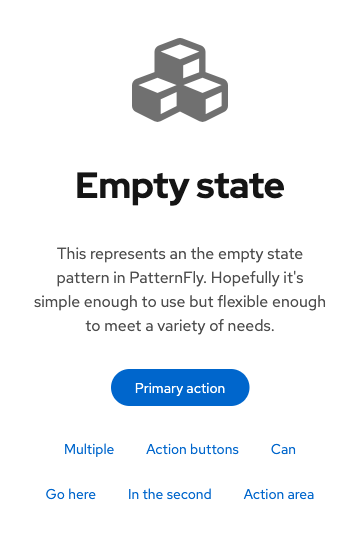 Empty state
This represents an the empty state
pattern in PatternFly. Hopefully it's
simple enough to use but flexible enough
to meet a variety of needs.
Primary action
Multiple Action buttons Can
Go here In the second Action area